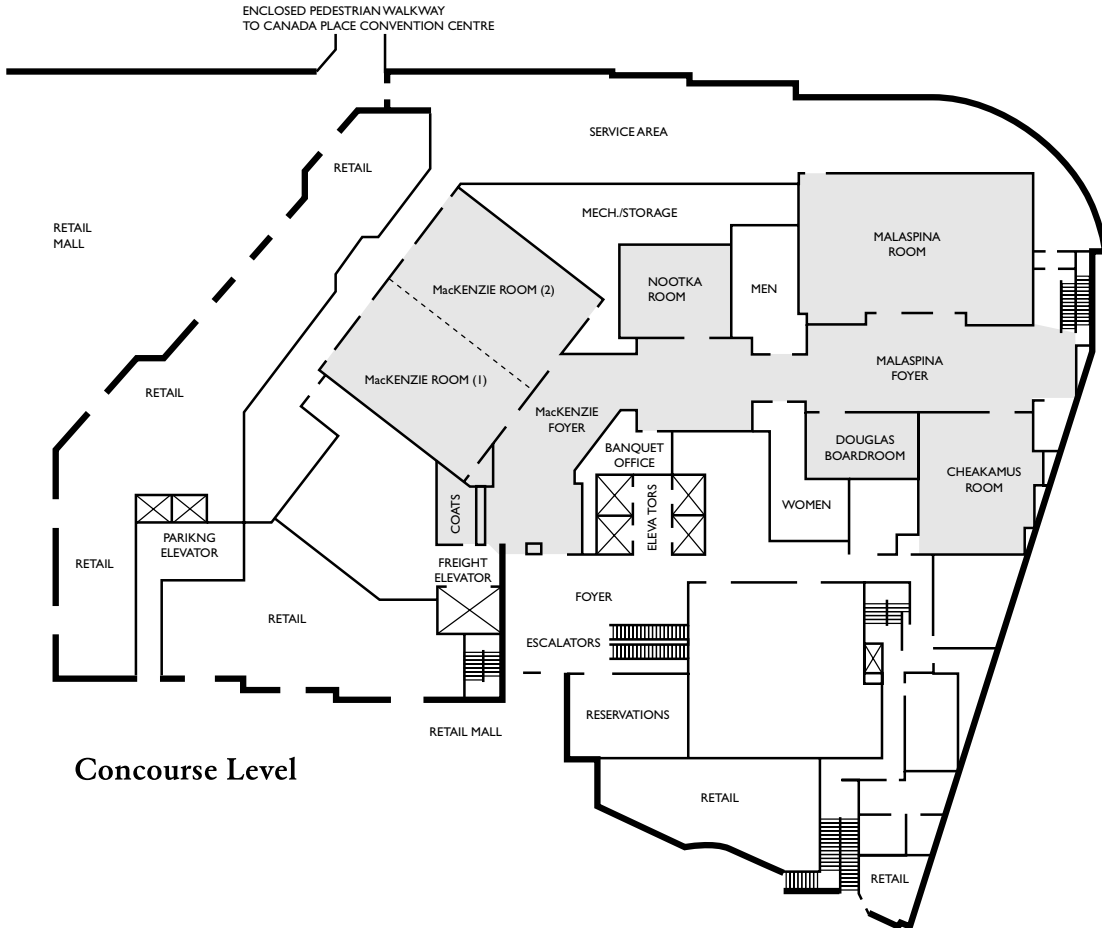 ENCLOSED PEDESTRIAN WALKWAY
TO CANADA PLACE CONVENTION CENTRE
SERVICE AREA
RETAIL
MECH./STORAGE
RETAIL
MALL
MALASPINA
ROOM
NOOTKA
ROOM
MEN
MacKENZIE ROOM (2)
MacKENZIE ROOM (1)
MALASPINA
FOYER
RETAIL
MacKENZIE
FOYER
BANQUET
OFFICE
DOUGLAS
BOARDROOM
CHEAKAMUS
ROOM
COATS
ELEVA TORS
WOMEN
PARIKNG
ELEVATOR
RETAIL
FREIGHT
ELEVATOR
FOYER
RETAIL
ESCALATORS
RESERVATIONS
RETAIL MALL
Concourse Level
RETAIL
RETAIL